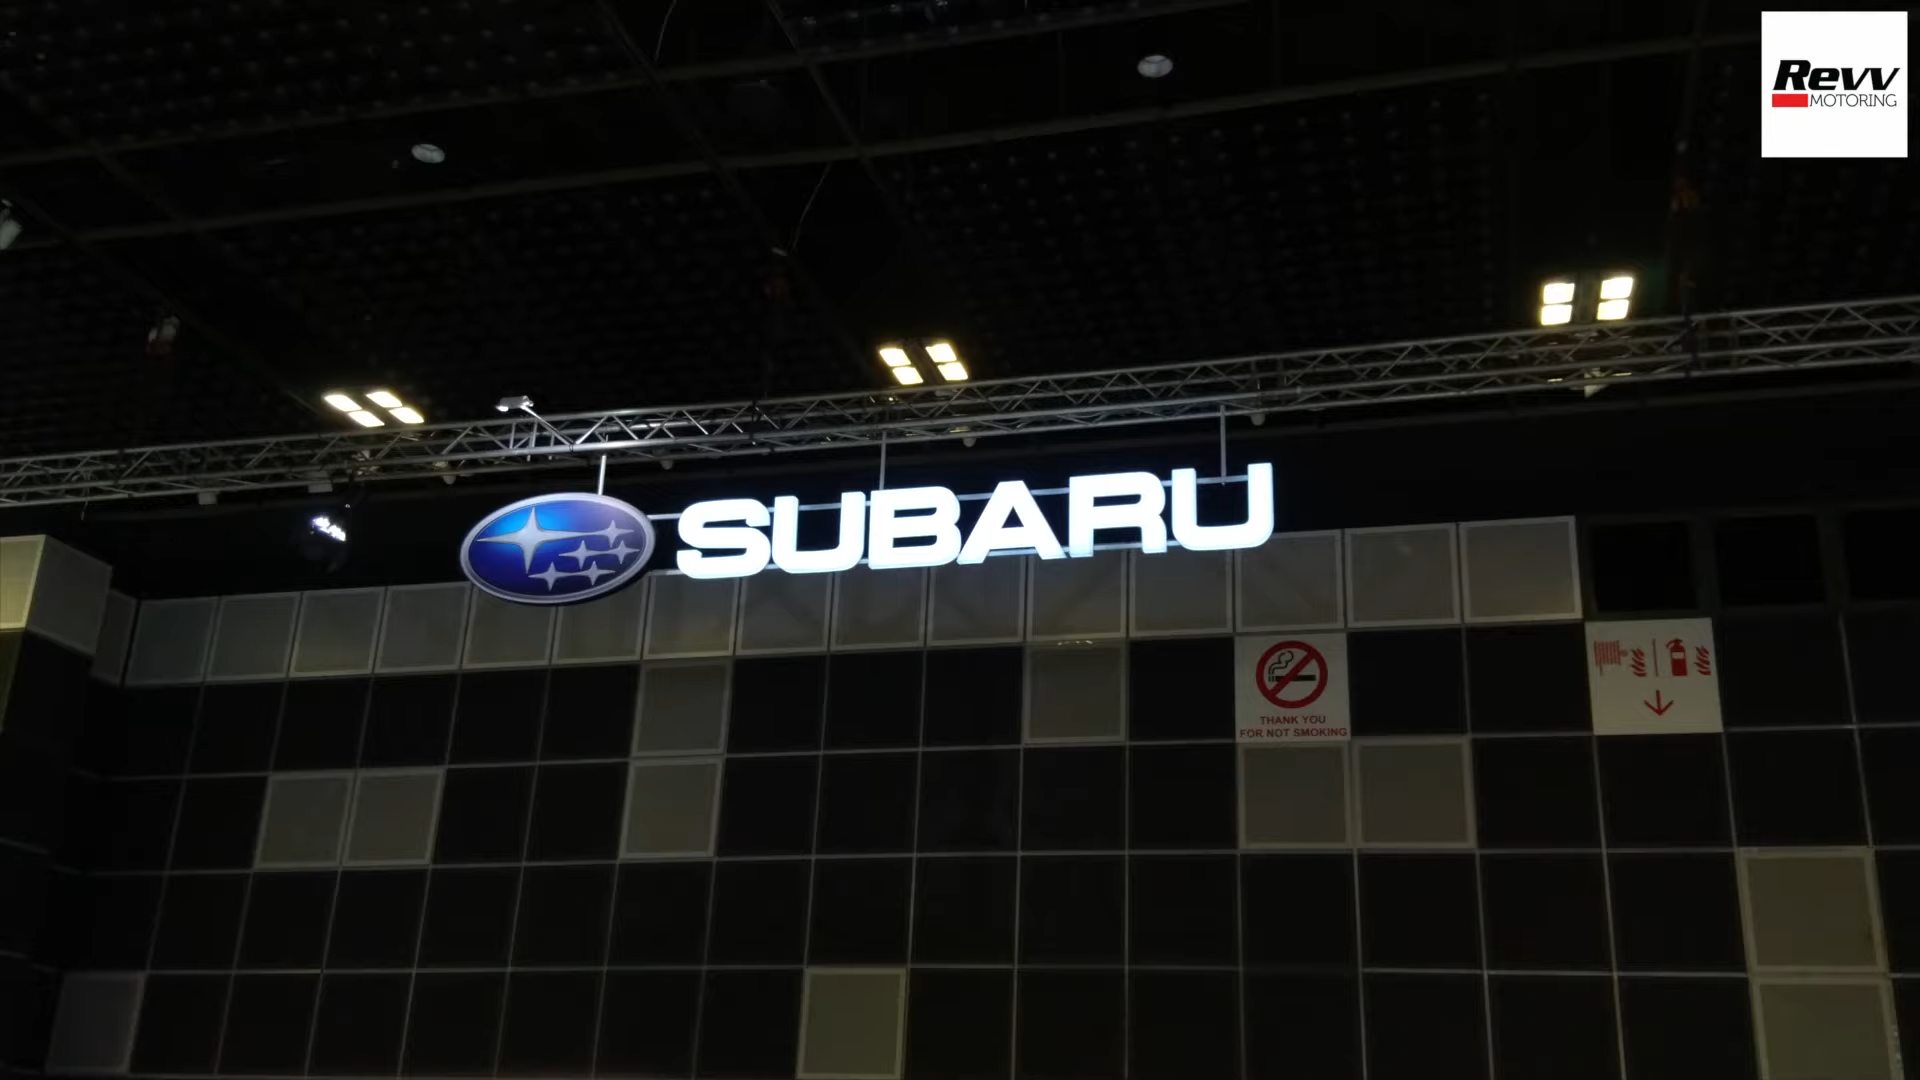 Revv
MOTORING
SUBARU
THANK YOU
FOR NOT SMOKING